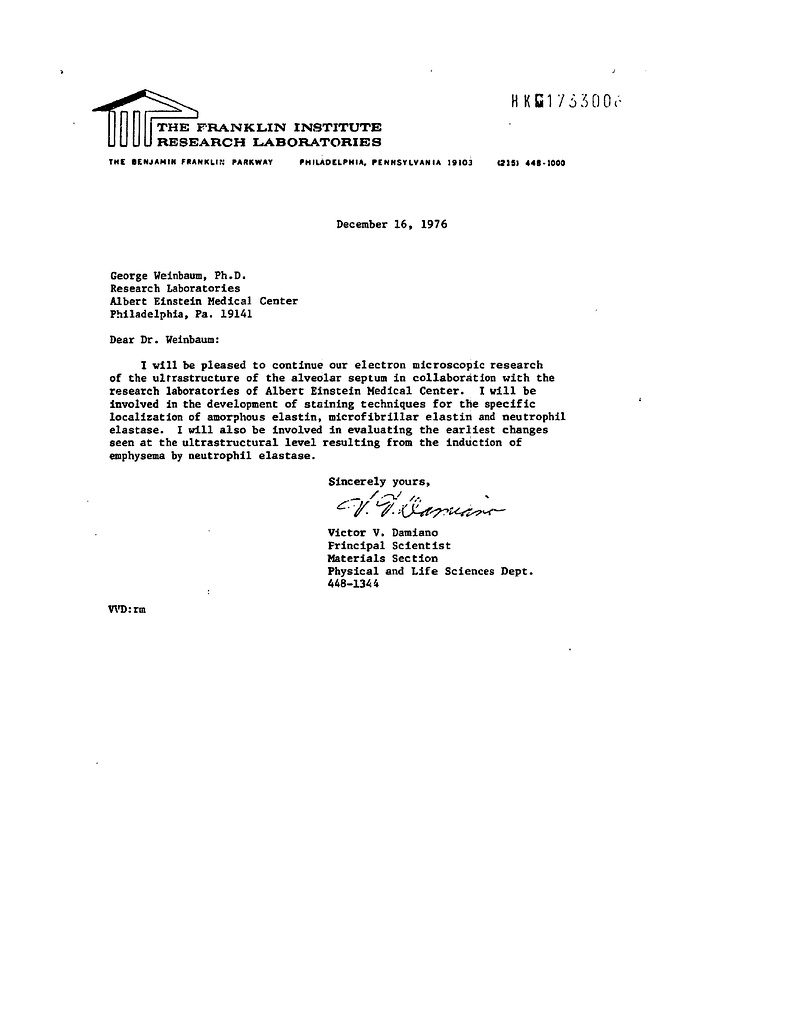 THE FRANKLIN INSTITUTE
RESEARCH LABORATORIES
THE BENJAMIN FRANKLIN PARKWAY PHILADELPHIA, PENNSYLVANIA 19103 (215) 448-1000
December 16, 1976
George Weinbaum, Ph.D.
Research Laboratories
Albert Einstein Medical Center
Philadelphia, Pa. 19141
Dear Dr. Weinbaum:
I will be pleased to continue our electron microscopic research
of the ultrastructure of the alveolar septum in collaboration with the
research laboratories of Albert Einstein Medical Center. I will be
involved in the development of staining techniques for the specific
localization of amorphous elastin, microfibrillar elastin and neutrophil
elastase. I will also be involved in evaluating the earliest changes
seen at the ultrastructural level resulting from the induction of
emphysema by neutrophil elastase.
Sincerely yours,
V. V. Damiano
Victor V. Damiano
Principal Scientist
Materials Section
Physical and Life Sciences Dept.
448-1344
VVD:rm